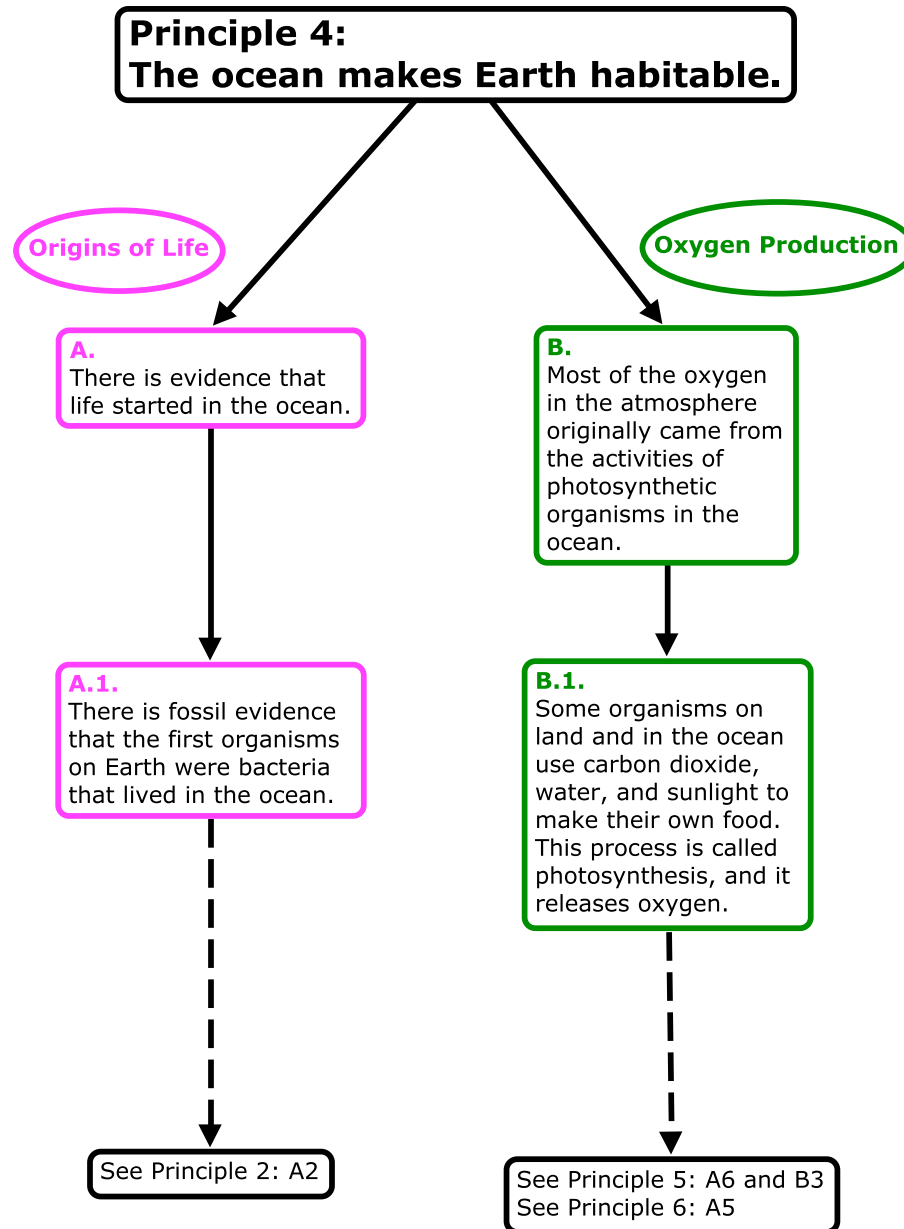 Principle 4:
The ocean makes Earth habitable.
Origins of Life
Oxygen Production
A.
There is evidence that
life started in the ocean.
B.
Most of the oxygen
in the atmosphere
originally came from
the activities of
photosynthetic
organisms in the
ocean.
A.1.
There is fossil evidence
that the first organisms
on Earth were bacteria
that lived in the ocean.
B.1.
Some organisms on
land and in the ocean
use carbon dioxide,
water, and sunlight to
make their own food.
This process is called
photosynthesis, and it
releases oxygen.
See Principle 2: A2
See Principle 5: A6 and B3
See Principle 6: A5